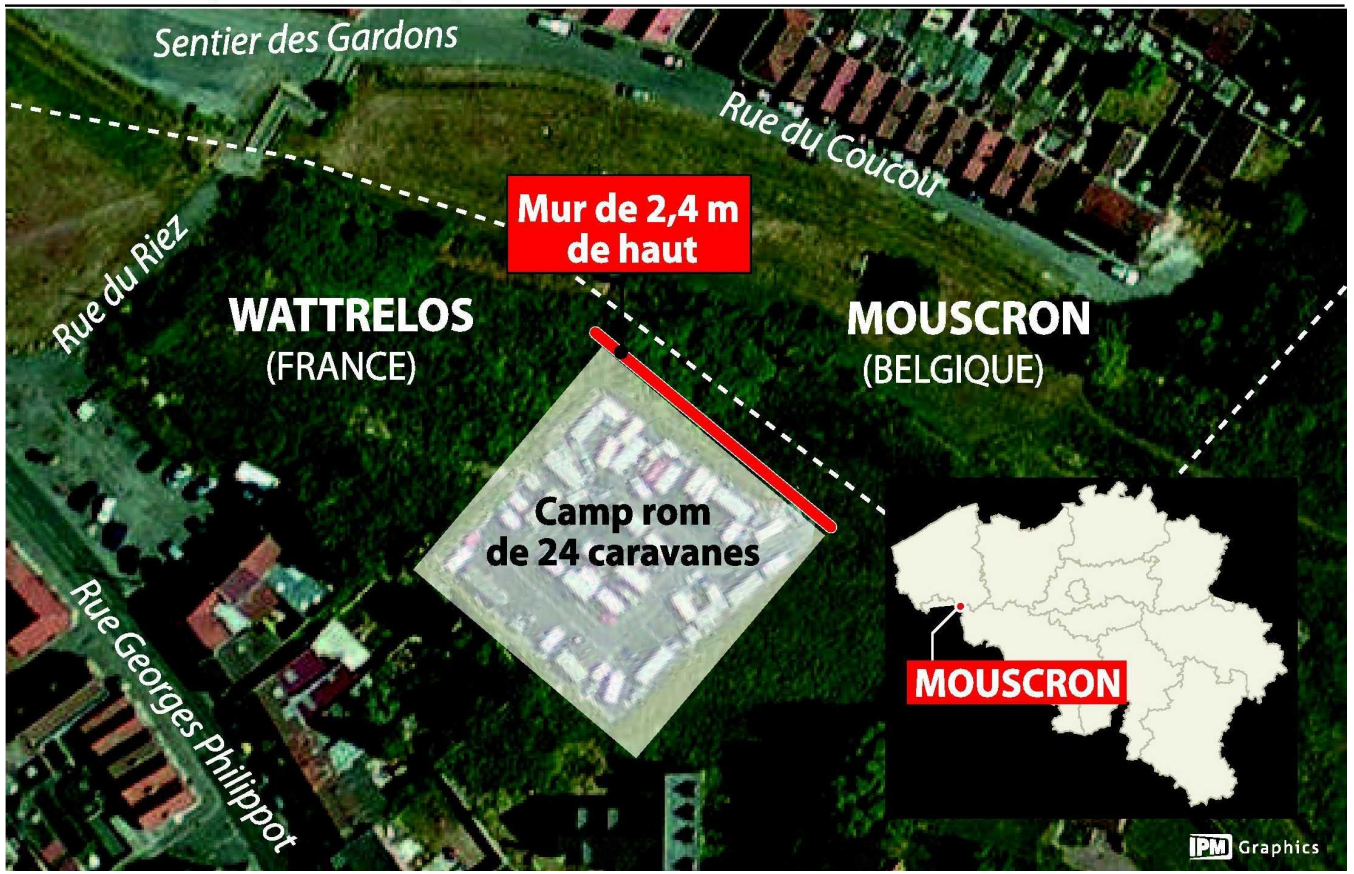 Sentier des Gardons
Rue du Coucou
Rue du Riez
Mur de 2,4 m
de haut
WATTRELOS
(FRANCE)
MOUSCRON
(BELGIQUE)
Camp rom
de 24 caravanes
Rue Georges Philippot
MOUSCRON
IPM Graphics